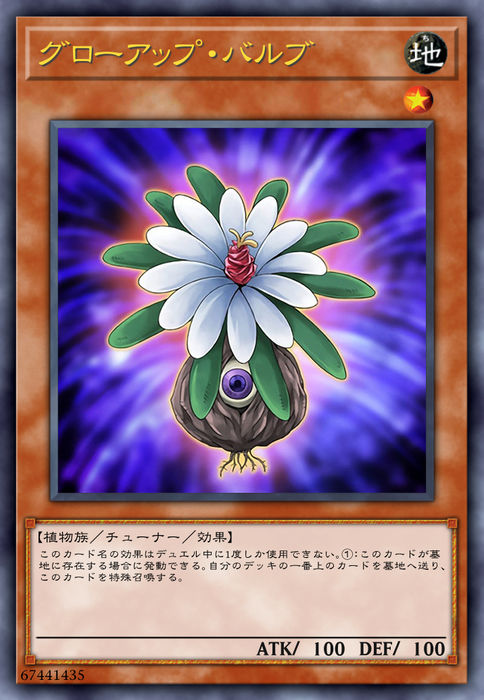 グローアップ・バルブ
地
ち
【植物族／チューナー／効果】
このカード名の効果はデュエル中に1度しか使用できない。①：このカードが墓
地に存在する場合に発動できる。自分のデッキの一番上のカードを墓地へ送り、
このカードを特殊召喚する。
ATK/ 100 DEF/ 100
67441435